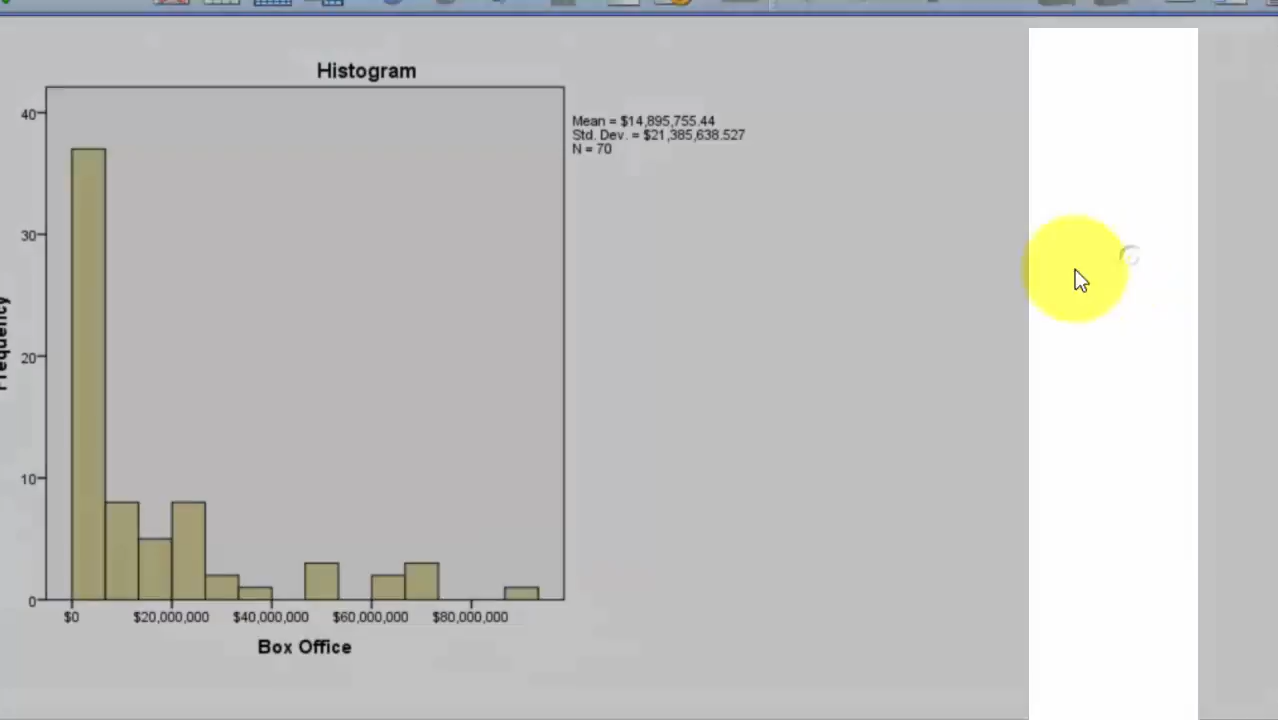 Histogram
40
Mean = $14,895,755.44
Std. Dev. = $21,385,638.527
N = 70
30
Frequency
20
10
0
$0 $20,000,000 $40,000,000 $60,000,000 $80,000,000
Box Office